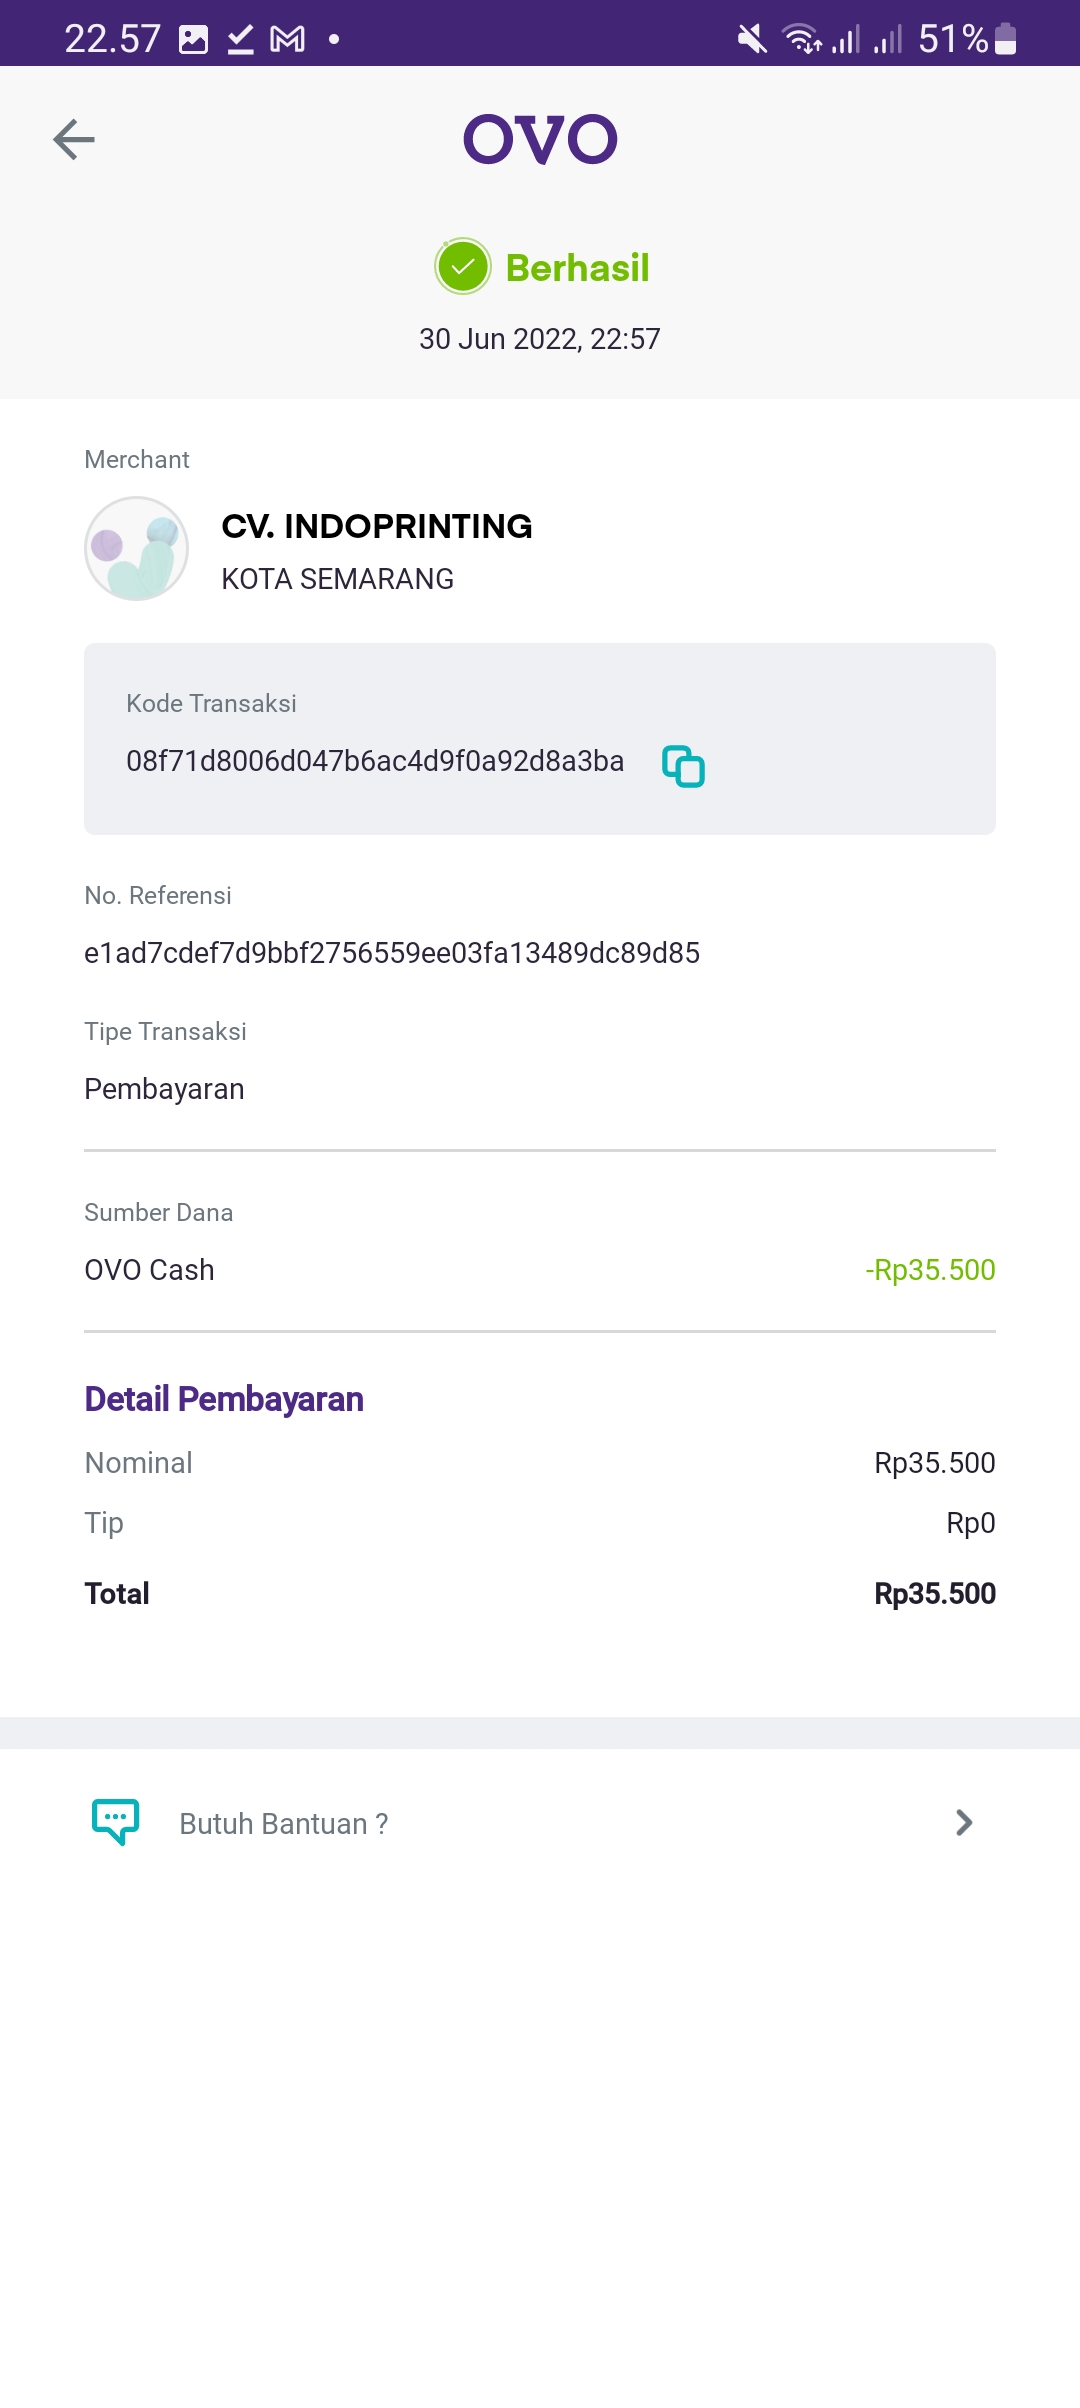 22.57
51%
OVO
Berhasil
30 Jun 2022, 22:57
Merchant
CV. INDOPRINTING
KOTA SEMARANG
Kode Transaksi
08f71d8006d047b6ac4d9f0a92d8a3ba
No. Referensi
e1ad7cdef7d9bbf2756559ee03fa13489dc89d85
Tipe Transaksi
Pembayaran
Sumber Dana
OVO Cash -Rp35.500
Detail Pembayaran
Nominal Rp35.500
Tip Rp0
Total Rp35.500
Butuh Bantuan ?